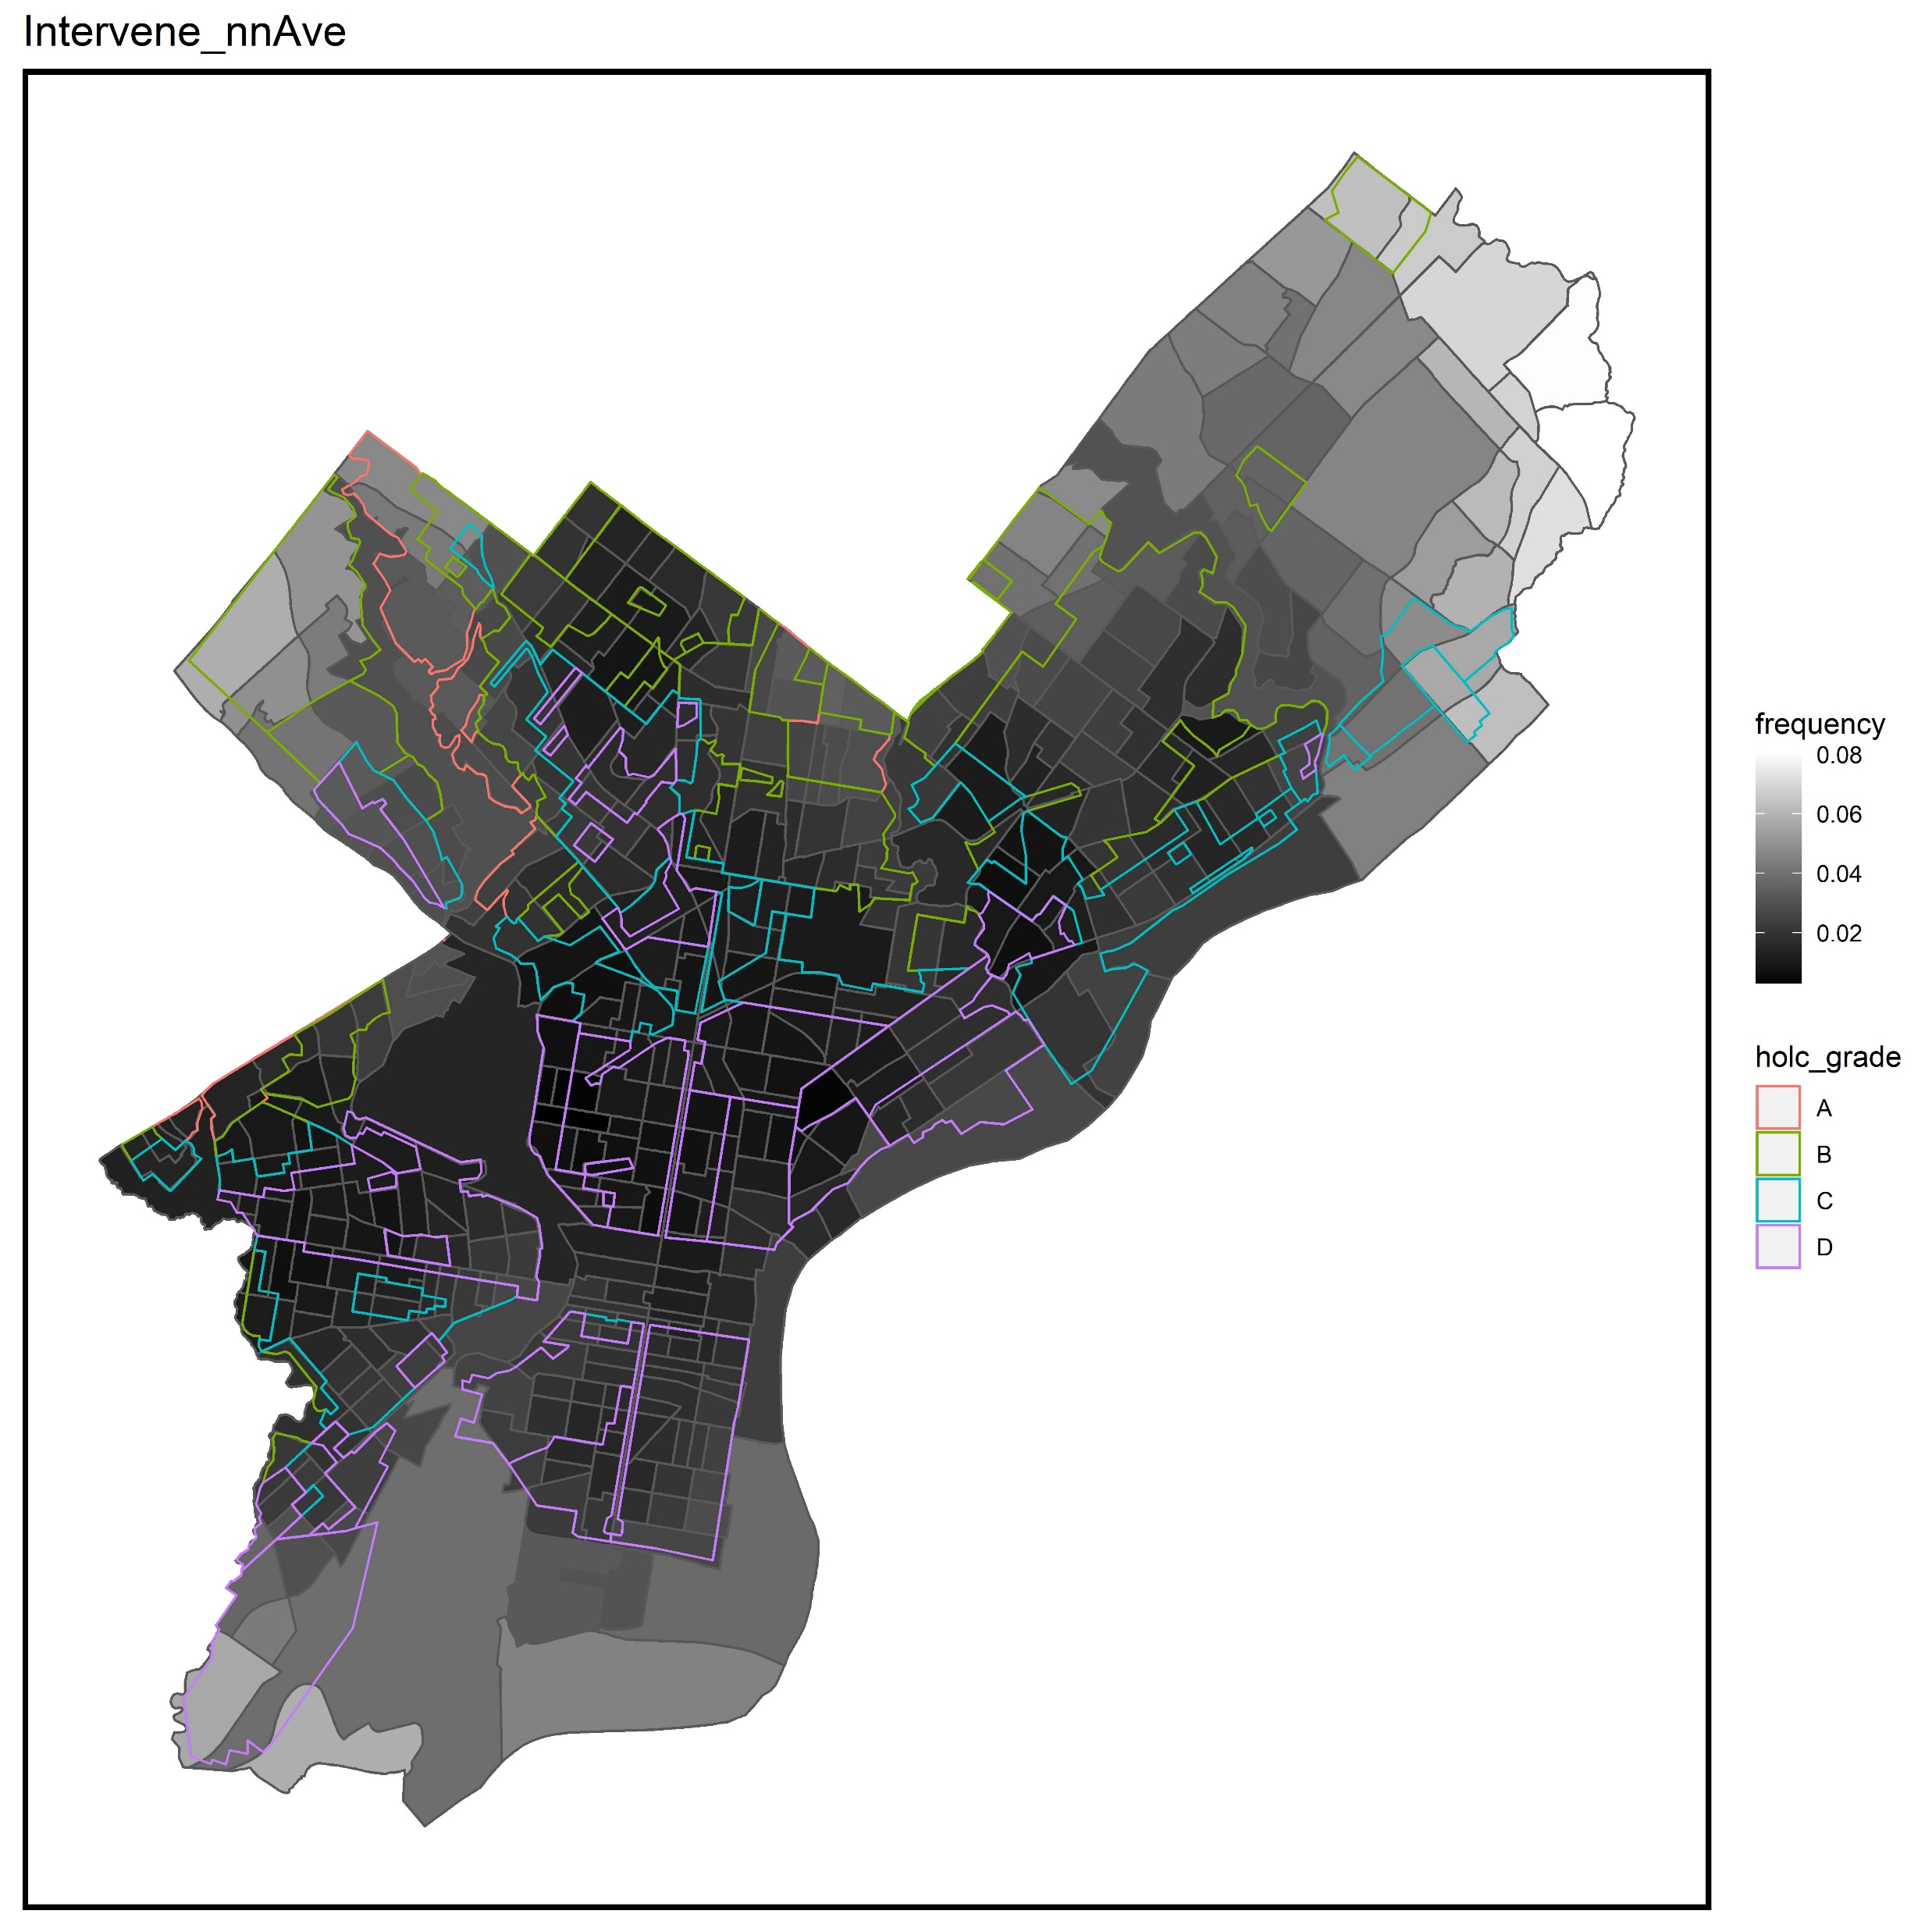 Intervene_nnAve
frequency
0.08
0.06
0.04
0.02
holc_grade
A
B
C
D